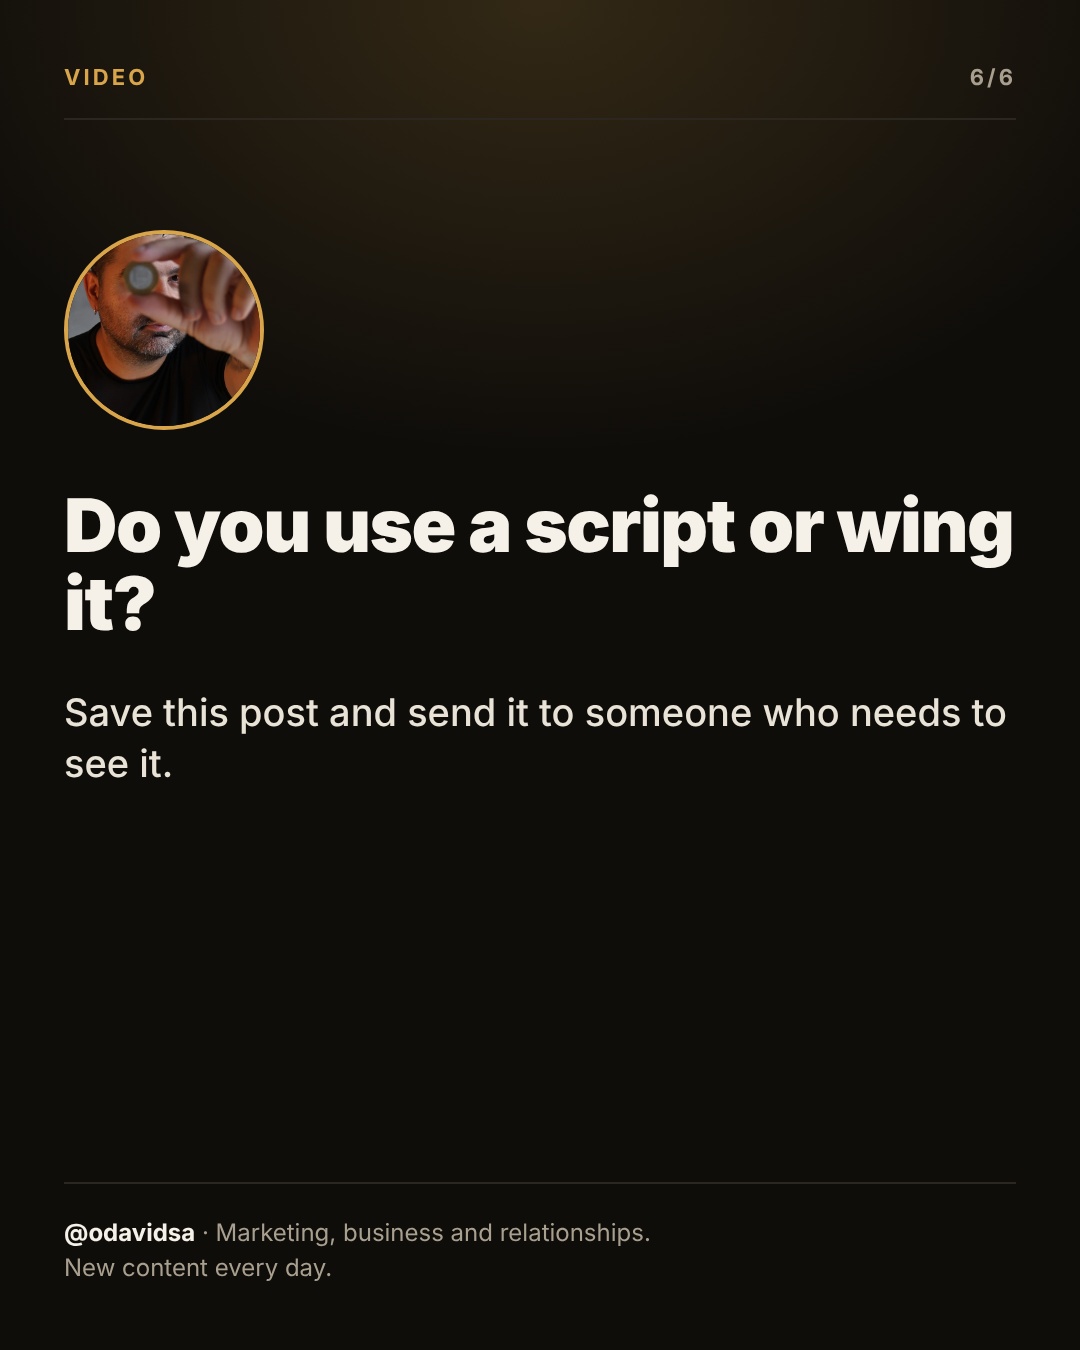 VIDEO
6/6
Do you use a script or wing
it?
Save this post and send it to someone who needs to
see it.
@odavidsa · Marketing, business and relationships.
New content every day.